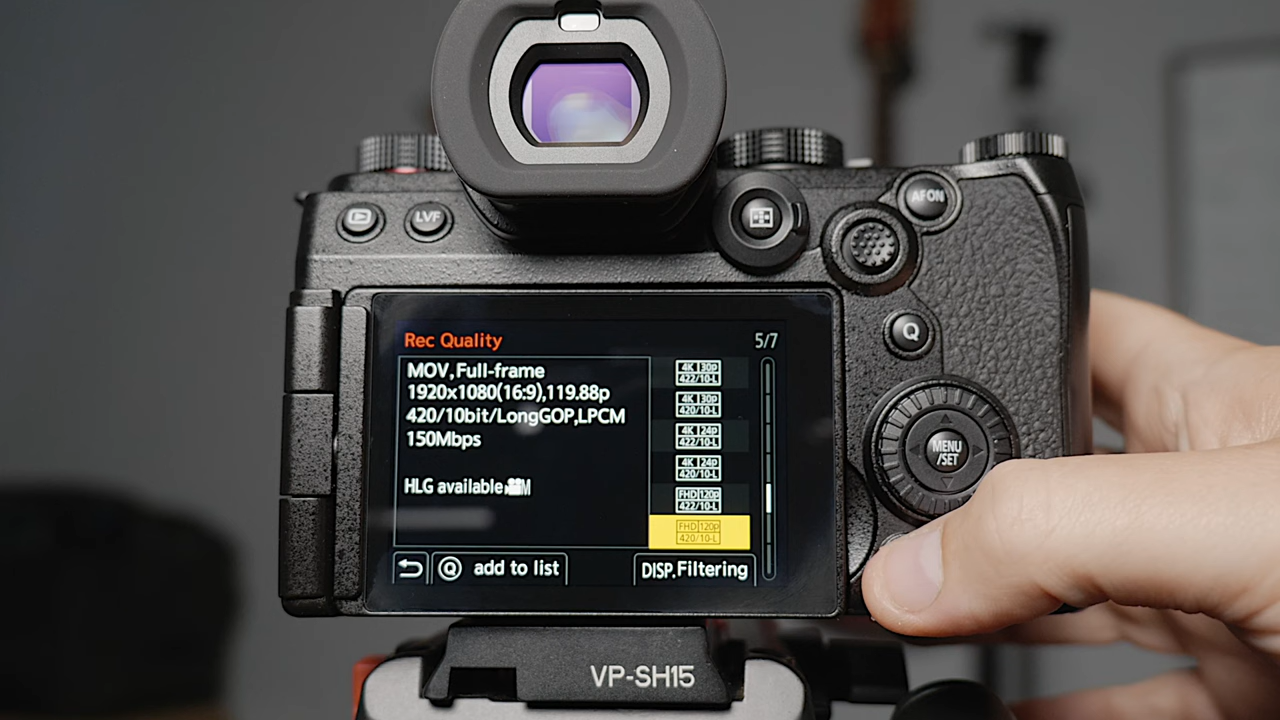 LVF
AF ON
Q
MENU
/SET
Rec Quality
5/7
MOV,Full-frame
1920x1080(16:9),119.88p
420/10bit/LongGOP,LPCM
150Mbps
HLG available
M
4K 30p
422/10-L
4K 30p
420/10-L
4K 24p
422/10-L
4K 24p
420/10-L
FHD 120p
422/10-L
FHD 120p
420/10-L
Q add to list
DISP.Filtering
VP-SH15